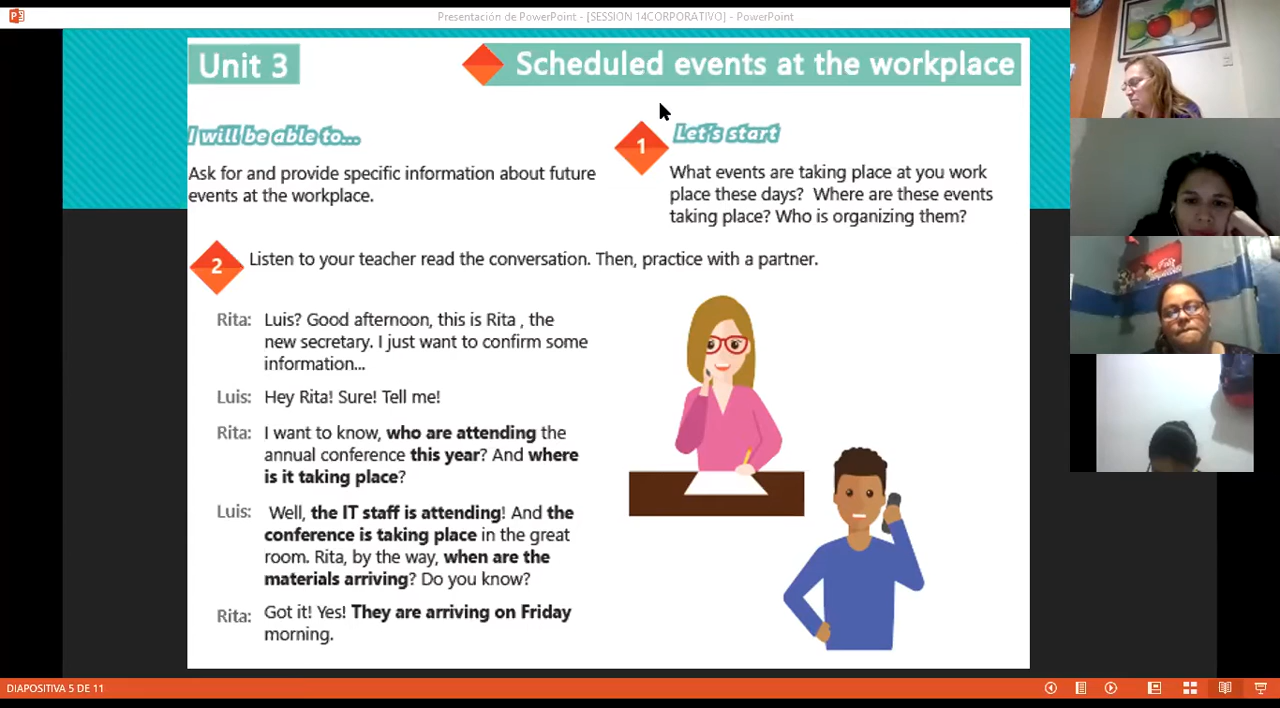 Presentación de PowerPoint - [SESSION 14CORPORATIVO] - PowerPoint
Unit 3
Scheduled events at the workplace
I will be able to...
Ask for and provide specific information about future
events at the workplace.
1
Let's start
What events are taking place at you work
place these days? Where are these events
taking place? Who is organizing them?
2
Listen to your teacher read the conversation. Then, practice with a partner.
Rita: Luis? Good afternoon, this is Rita , the
new secretary. I just want to confirm some
information...
Luis: Hey Rita! Sure! Tell me!
Rita: I want to know, who are attending the
annual conference this year? And where
is it taking place?
Luis: Well, the IT staff is attending! And the
conference is taking place in the great
room. Rita, by the way, when are the
materials arriving? Do you know?
Rita: Got it! Yes! They are arriving on Friday
morning.
DIAPOSITIVA 5 DE 11